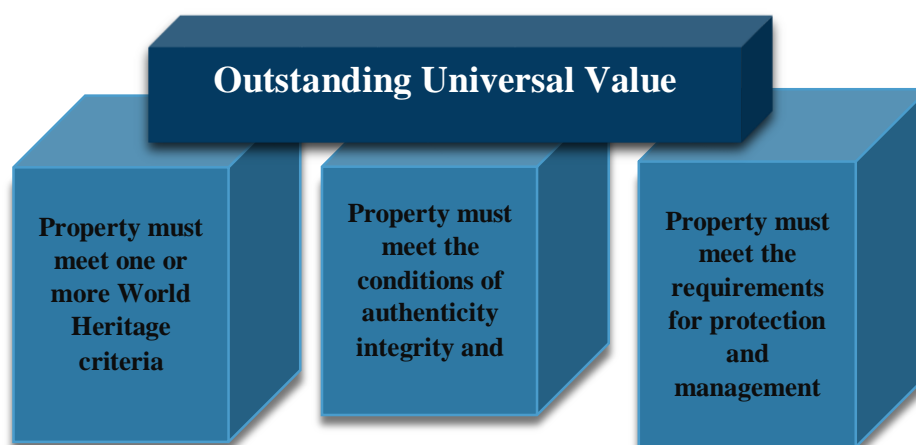 Outstanding Universal Value
Property must
meet one or
more World
Heritage
criteria
Property must
meet the
conditions of
authenticity
integrity and
Property must
meet the
requirements
for protection
and
management